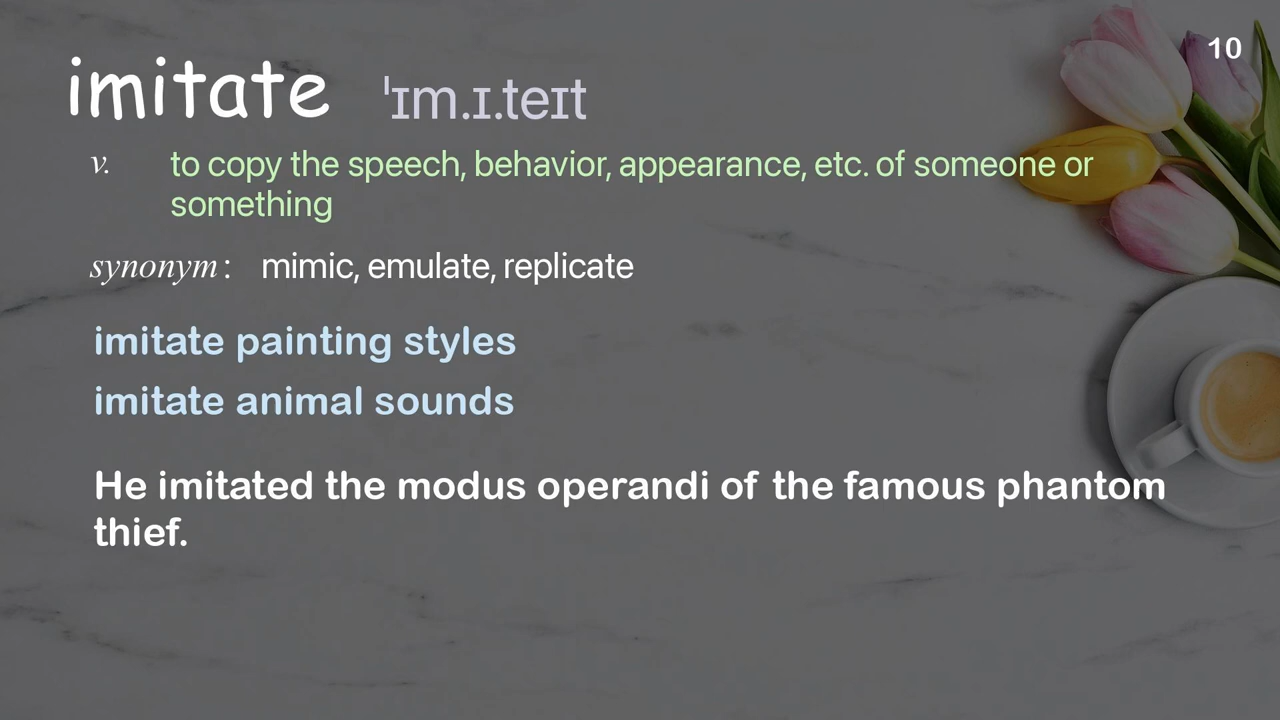 10
imitate ˈɪm.ɪ.teɪt
v. to copy the speech, behavior, appearance, etc. of someone or
something
synonym : mimic, emulate, replicate
imitate painting styles
imitate animal sounds
He imitated the modus operandi of the famous phantom
thief.